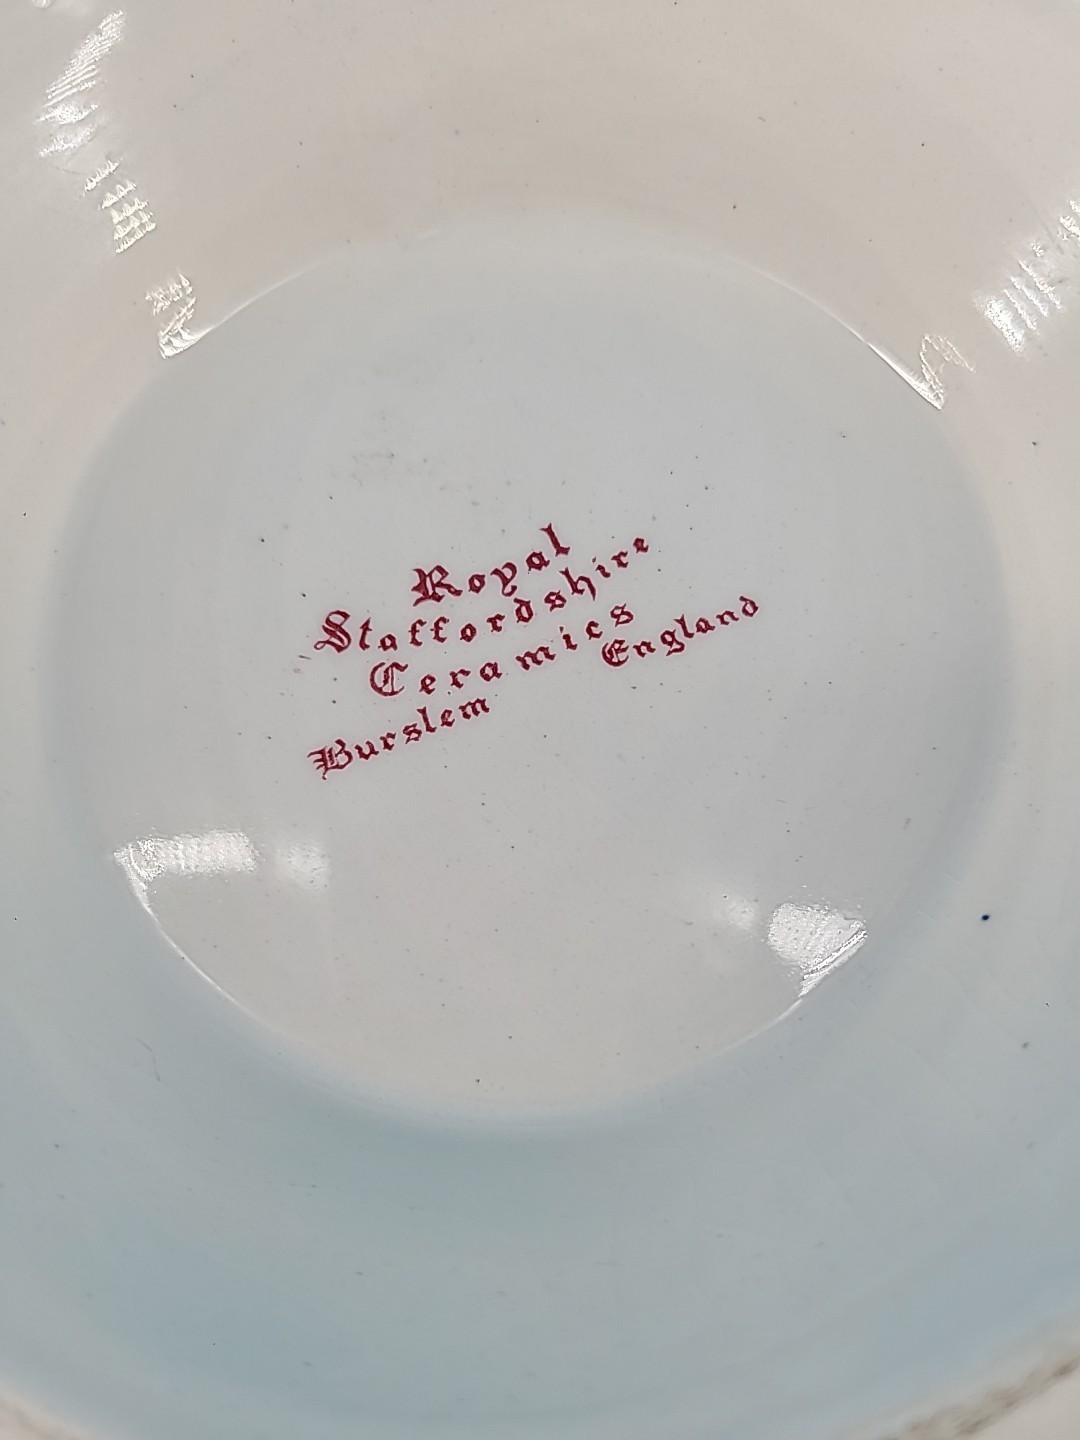 Royal
Staffordshire
Ceramics
Burslem England